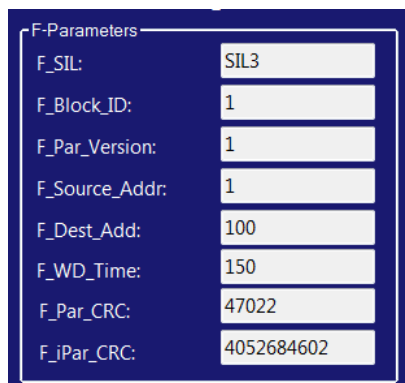 F-Parameters
F_SIL: SIL3
F_Block_ID: 1
F_Par_Version: 1
F_Source_Addr: 1
F_Dest_Add: 100
F_WD_Time: 150
F_Par_CRC: 47022
F_iPar_CRC: 4052684602